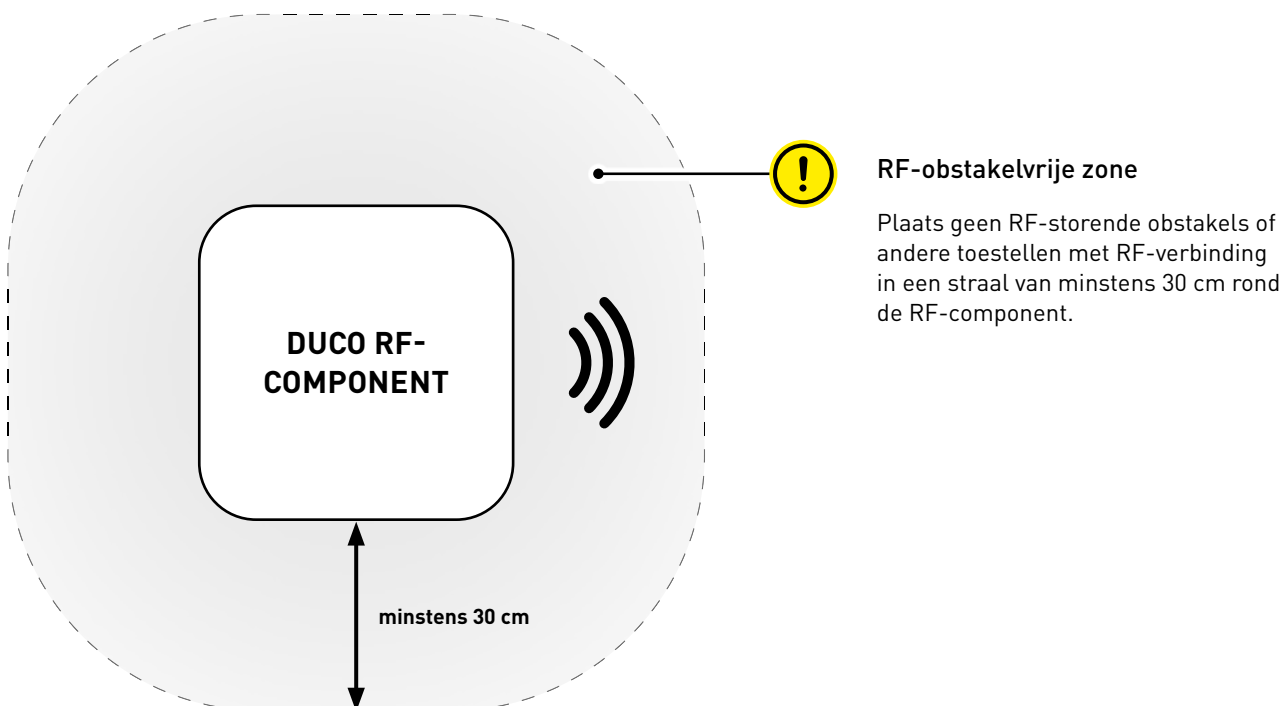 RF-obstakelvrije zone
Plaats geen RF-storende obstakels of
andere toestellen met RF-verbinding
in een straal van minstens 30 cm rond
de RF-component.
DUCO RF-
COMPONENT
minstens 30 cm